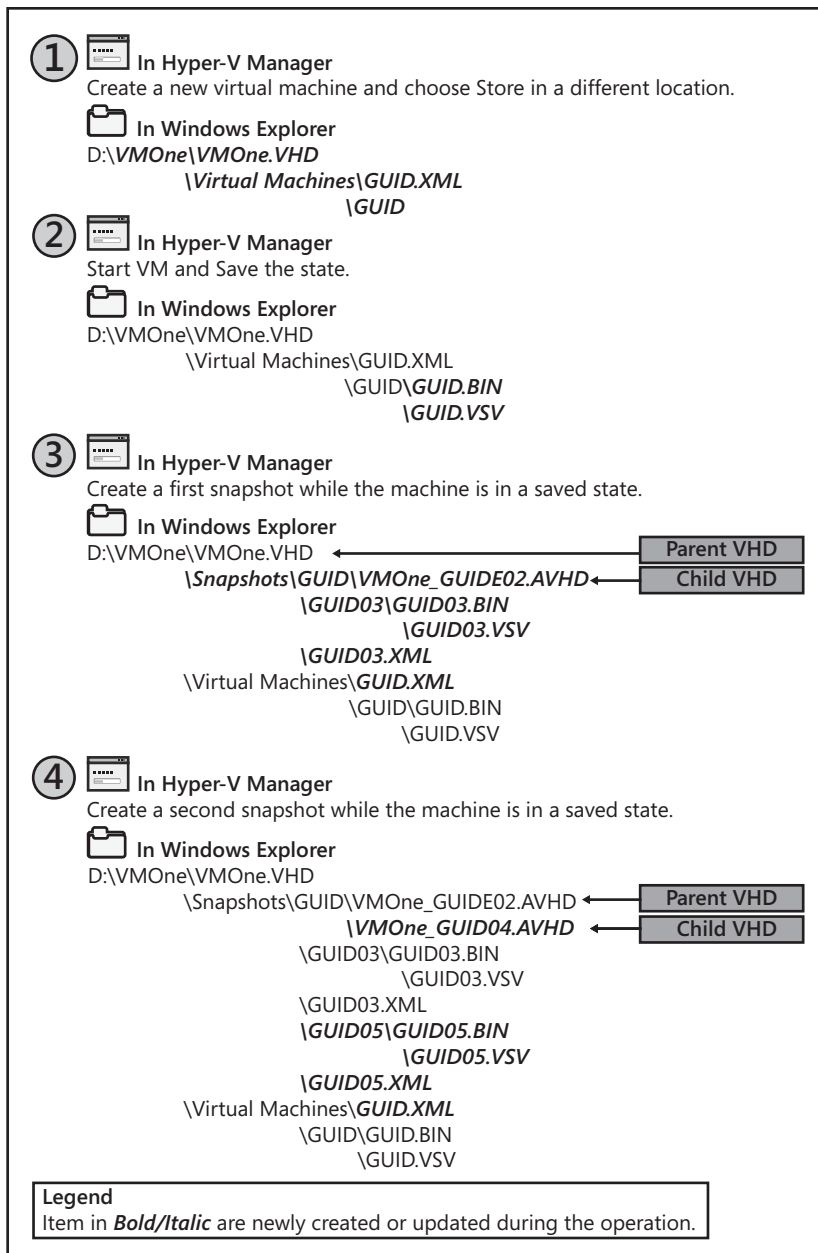 1
In Hyper-V Manager
Create a new virtual machine and choose Store in a different location.
In Windows Explorer
D:\VMOne\VMOne.VHD
\Virtual Machines\GUID.XML
\GUID
2
In Hyper-V Manager
Start VM and Save the state.
In Windows Explorer
D:\VMOne\VMOne.VHD
\Virtual Machines\GUID.XML
\GUID\GUID.BIN
\GUID.VSV
3
In Hyper-V Manager
Create a first snapshot while the machine is in a saved state.
In Windows Explorer
D:\VMOne\VMOne.VHD Parent VHD
\Snapshots\GUID\VMOne_GUIDE02.AVHD Child VHD
\GUID03\GUID03.BIN
\GUID03.VSV
\GUID03.XML
\Virtual Machines\GUID.XML
\GUID\GUID.BIN
\GUID.VSV
4
In Hyper-V Manager
Create a second snapshot while the machine is in a saved state.
In Windows Explorer
D:\VMOne\VMOne.VHD
\Snapshots\GUID\VMOne_GUIDE02.AVHD Parent VHD
\VMOne_GUID04.AVHD Child VHD
\GUID03\GUID03.BIN
\GUID03.VSV
\GUID03.XML
\GUID05\GUID05.BIN
\GUID05.VSV
\GUID05.XML
\Virtual Machines\GUID.XML
\GUID\GUID.BIN
\GUID.VSV
Legend
Item in Bold/Italic are newly created or updated during the operation.